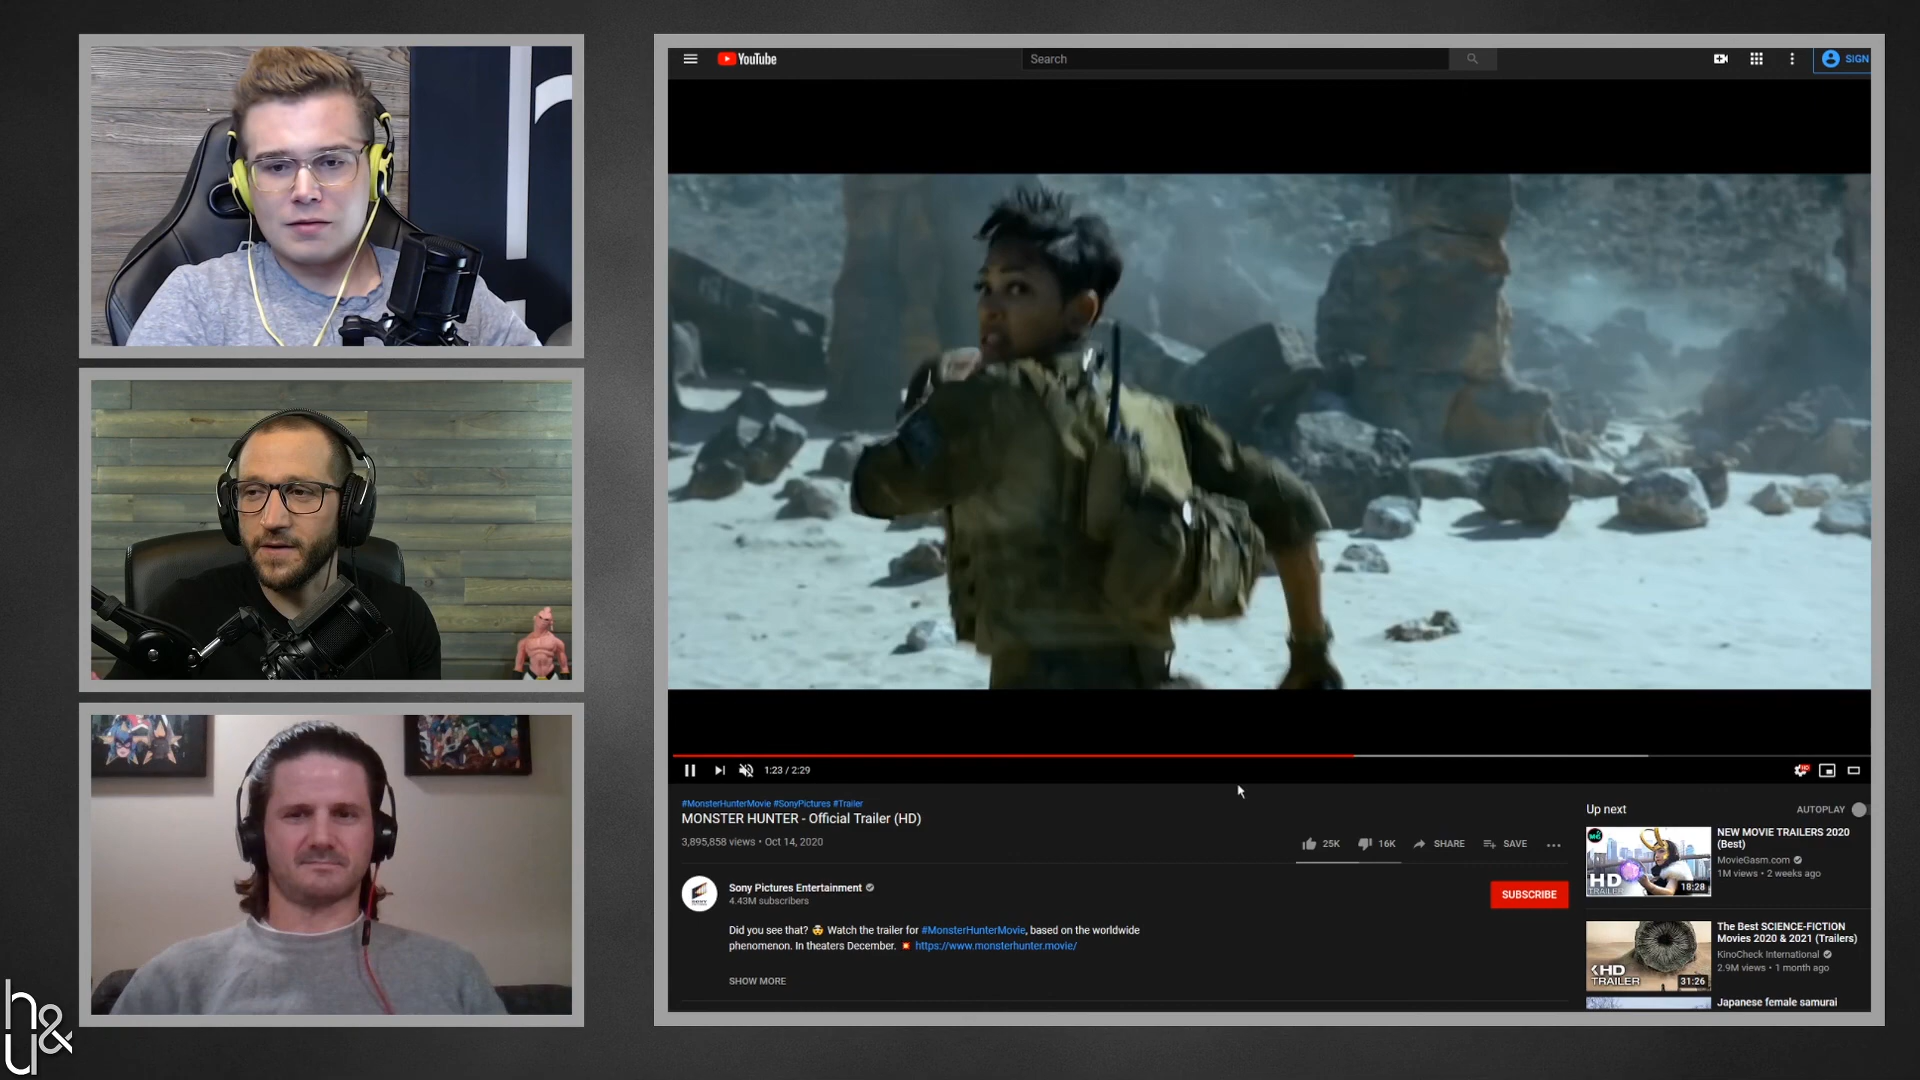 YouTube
Search
SIGN
1:23 / 2:29
#MonsterHunterMovie #SonyPictures #Trailer
MONSTER HUNTER - Official Trailer (HD)
3,895,858 views • Oct 14, 2020
25K
16K
SHARE
SAVE
Sony Pictures Entertainment
4.43M subscribers
SUBSCRIBE
Did you see that? 🤯 Watch the trailer for #MonsterHunterMovie, based on the worldwide
phenomenon. In theaters December. 💥 https://www.monsterhunter.movie/
SHOW MORE
Up next
AUTOPLAY
HD
TRAILER
18:28
NEW MOVIE TRAILERS 2020
(Best)
MovieGasm.com
1M views • 2 weeks ago
HD
TRAILER
31:26
The Best SCIENCE-FICTION
Movies 2020 & 2021 (Trailers)
KinoCheck International
2.9M views • 1 month ago
Japanese female samurai
h&
u